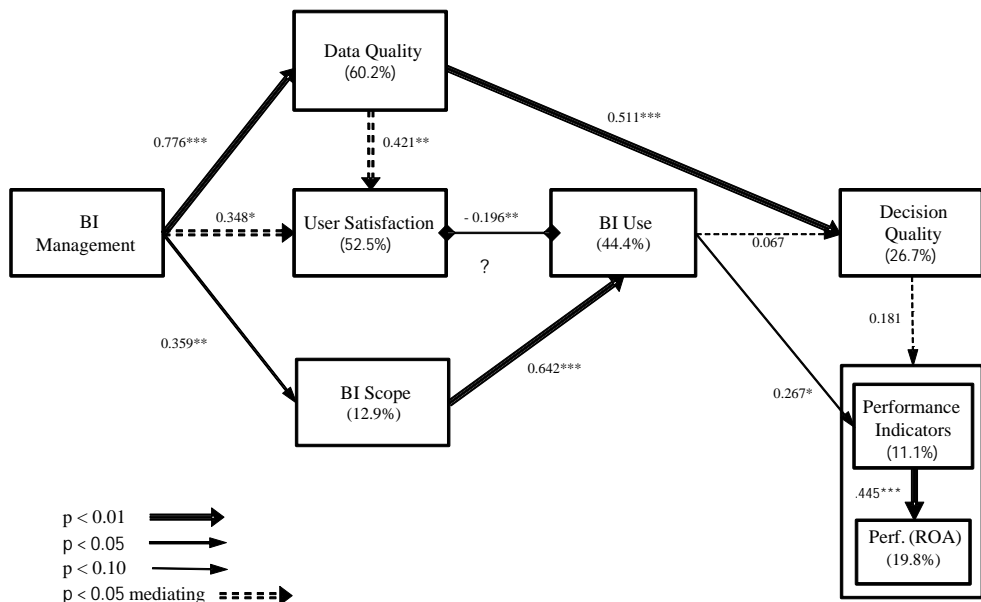 Data Quality
(60.2%)
0.776***
0.421**
0.511***
BI
Management
0.348*
User Satisfaction
(52.5%)
- 0.196**
?
BI Use
(44.4%)
0.067
Decision
Quality
(26.7%)
0.181
0.359**
BI Scope
(12.9%)
0.642***
0.267*
Performance
Indicators
(11.1%)
.445***
Perf. (ROA)
(19.8%)
p < 0.01
p < 0.05
p < 0.10
p < 0.05 mediating